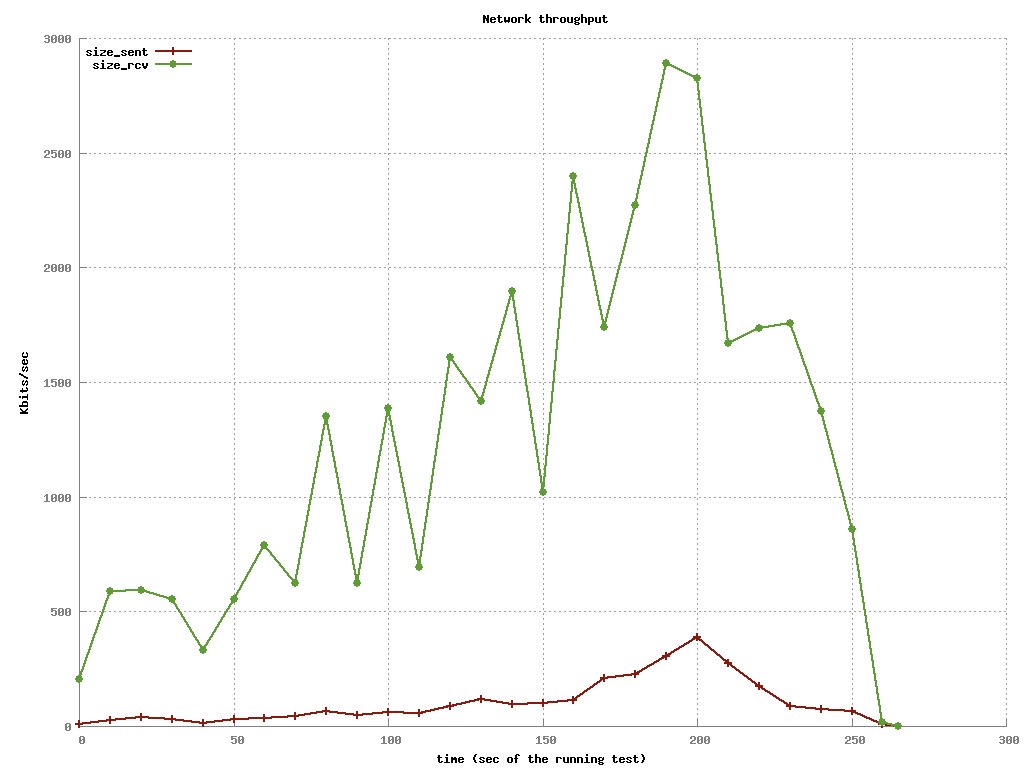 Network throughput
3000
size_sent
size_rcv
2500
2000
1500
Kbits/sec
1000
500
0
0 50 100 150 200 250 300
time (sec of the running test)